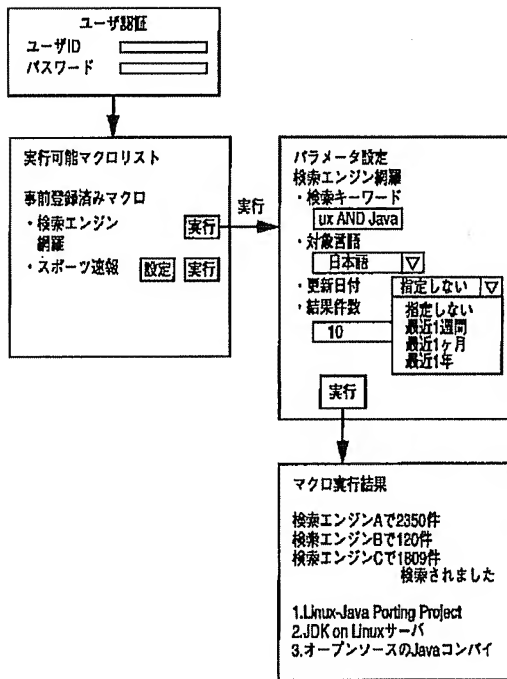 ユーザ認証
ユーザID
パスワード
実行可能マクロリスト
事前登録済みマクロ
・検索エンジン
網羅
実行
・スポーツ速報
設定
実行
実行
パラメータ設定
検索エンジン網羅
・検索キーワード
ux AND Java
・対象言語
日本語
・更新日付
指定しない
・結果件数
10
指定しない
最近1週間
最近1ヶ月
最近1年
実行
マクロ実行結果
検索エンジンAで2350件
検索エンジンBで120件
検索エンジンCで1809件
検索されました
1.Linux-Java Porting Project
2.JDK on Linuxサーバ
3.オープンソースのJavaコンパイ